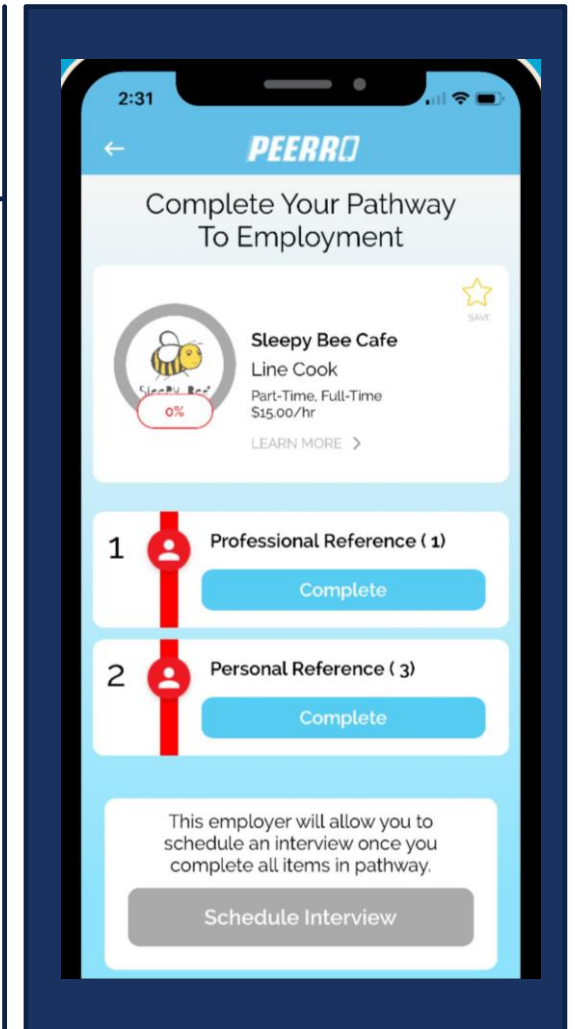 2:31
PEERRO
Complete Your Pathway
To Employment
SAVE
Sleepy Bee Cafe
Line Cook
Part-Time, Full-Time
$15.00/hr
LEARN MORE
Sleepy Bee
0%
1
Professional Reference ( 1)
Complete
2
Personal Reference ( 3)
Complete
This employer will allow you to
schedule an interview once you
complete all items in pathway.
Schedule Interview